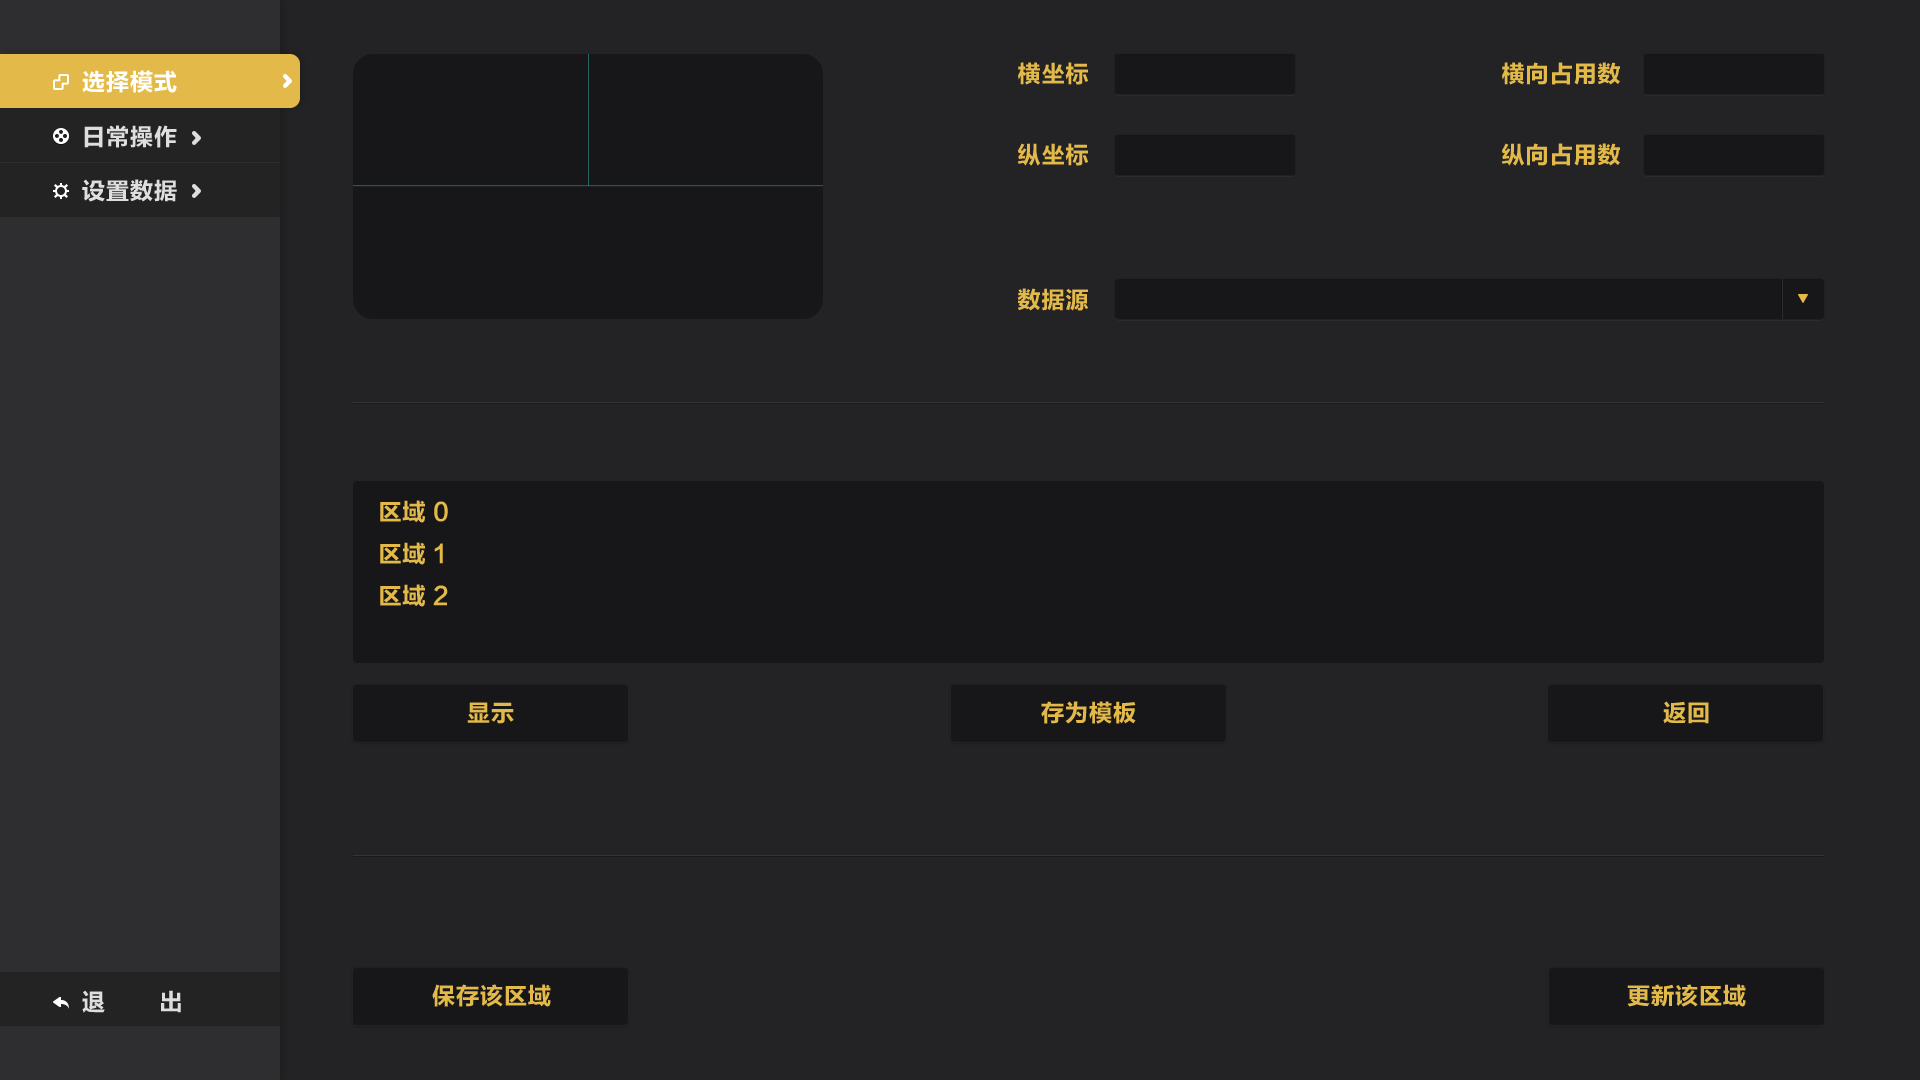 选择模式
日常操作
设置数据
退 出
横坐标
横向占用数
纵坐标
纵向占用数
数据源
区域 0
区域 1
区域 2
显示
存为模板
返回
保存该区域
更新该区域